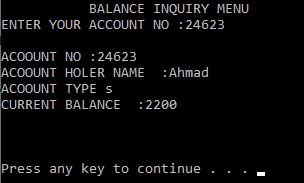 BALANCE INQUIRY MENU
ENTER YOUR ACCOUNT NO :24623
ACOOUNT NO :24623
ACOOUNT HOLER NAME  :Ahmad
ACOOUNT TYPE s
CURRENT BALANCE  :2200
Press any key to continue . . .